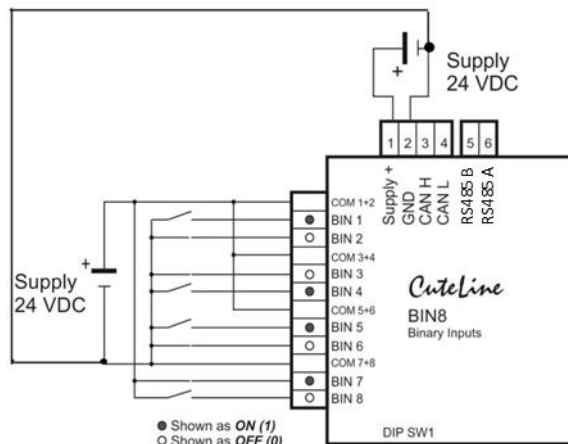 Supply
24 VDC
+
1 2 3 4 5 6
Supply +
GND
CAN H
CAN L
RS485 B
RS485 A
COM 1+2
BIN 1
BIN 2
COM 3+4
BIN 3
BIN 4
COM 5+6
BIN 5
BIN 6
COM 7+8
BIN 7
BIN 8
+
Supply
24 VDC
CuteLine
BIN8
Binary Inputs
DIP SW1
Shown as ON (1)
Shown as OFF (0)